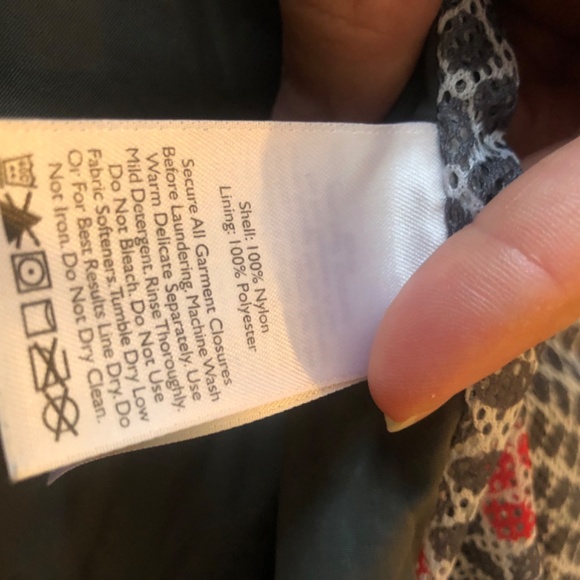 Shell: 100% Nylon
Lining: 100% Polyester
Secure All Garment Closures
Before Laundering. Machine Wash
Warm Delicate Separately. Use
Mild Detergent. Rinse Thoroughly.
Do Not Bleach. Do Not Use
Fabric Softeners. Tumble Dry Low
Or For Best Results Line Dry. Do
Not Iron. Do Not Dry Clean.